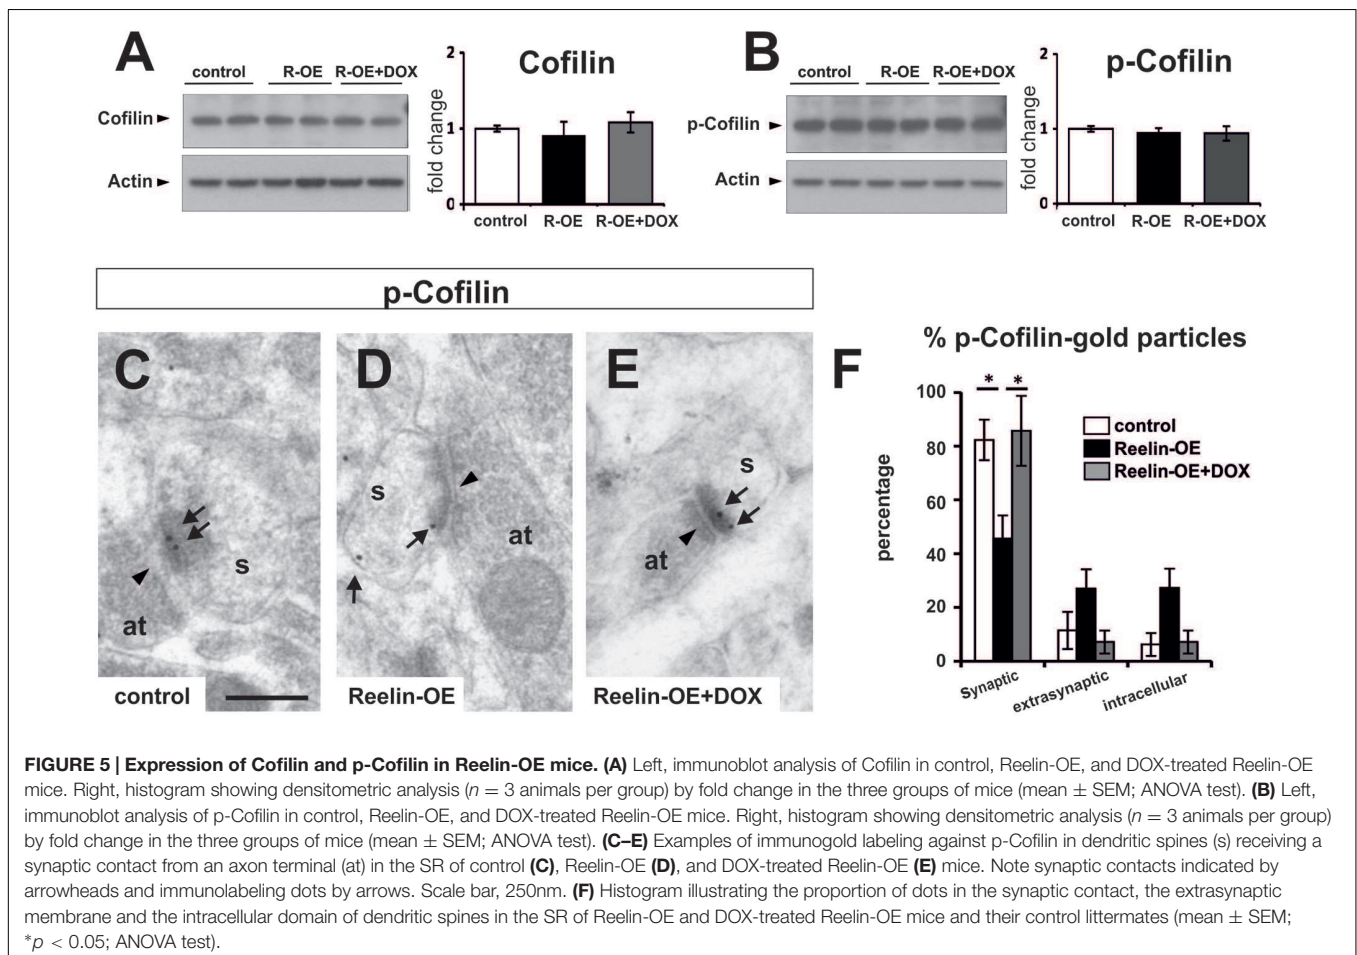 A
control R-OE R-OE+DOX
Cofilin
Actin
fold change
2
1
0
Cofilin
control R-OE R-OE+DOX
B
control R-OE R-OE+DOX
p-Cofilin
Actin
fold change
2
1
0
p-Cofilin
control R-OE R-OE+DOX
p-Cofilin
C
s
at
control
D
s
at
Reelin-OE
E
s
at
Reelin-OE+DOX
F
% p-Cofilin-gold particles
percentage
100
80
60
40
20
0
* *
control
Reelin-OE
Reelin-OE+DOX
Synaptic
extrasynaptic
intracellular
FIGURE 5 | Expression of Cofilin and p-Cofilin in Reelin-OE mice. (A) Left, immunoblot analysis of Cofilin in control, Reelin-OE, and DOX-treated Reelin-OE
mice. Right, histogram showing densitometric analysis (n = 3 animals per group) by fold change in the three groups of mice (mean ± SEM; ANOVA test). (B) Left,
immunoblot analysis of p-Cofilin in control, Reelin-OE, and DOX-treated Reelin-OE mice. Right, histogram showing densitometric analysis (n = 3 animals per group)
by fold change in the three groups of mice (mean ± SEM; ANOVA test). (C–E) Examples of immunogold labeling against p-Cofilin in dendritic spines (s) receiving a
synaptic contact from an axon terminal (at) in the SR of control (C), Reelin-OE (D), and DOX-treated Reelin-OE (E) mice. Note synaptic contacts indicated by
arrowheads and immunolabeling dots by arrows. Scale bar, 250nm. (F) Histogram illustrating the proportion of dots in the synaptic contact, the extrasynaptic
membrane and the intracellular domain of dendritic spines in the SR of Reelin-OE and DOX-treated Reelin-OE mice and their control littermates (mean ± SEM;
*p < 0.05; ANOVA test).